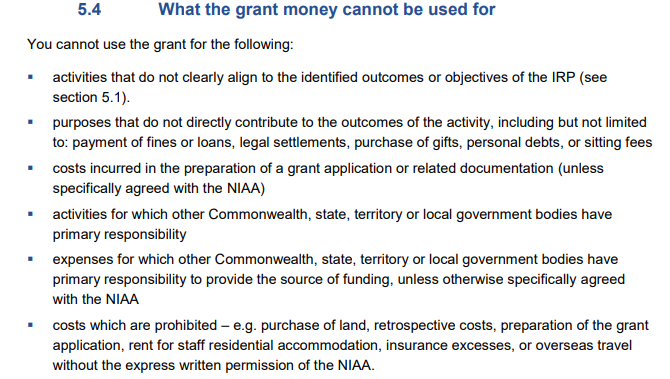 5.4 What the grant money cannot be used for
You cannot use the grant for the following:
▪ activities that do not clearly align to the identified outcomes or objectives of the IRP (see
section 5.1).
▪ purposes that do not directly contribute to the outcomes of the activity, including but not limited
to: payment of fines or loans, legal settlements, purchase of gifts, personal debts, or sitting fees
▪ costs incurred in the preparation of a grant application or related documentation (unless
specifically agreed with the NIAA)
▪ activities for which other Commonwealth, state, territory or local government bodies have
primary responsibility
▪ expenses for which other Commonwealth, state, territory or local government bodies have
primary responsibility to provide the source of funding, unless otherwise specifically agreed
with the NIAA
▪ costs which are prohibited – e.g. purchase of land, retrospective costs, preparation of the grant
application, rent for staff residential accommodation, insurance excesses, or overseas travel
without the express written permission of the NIAA.